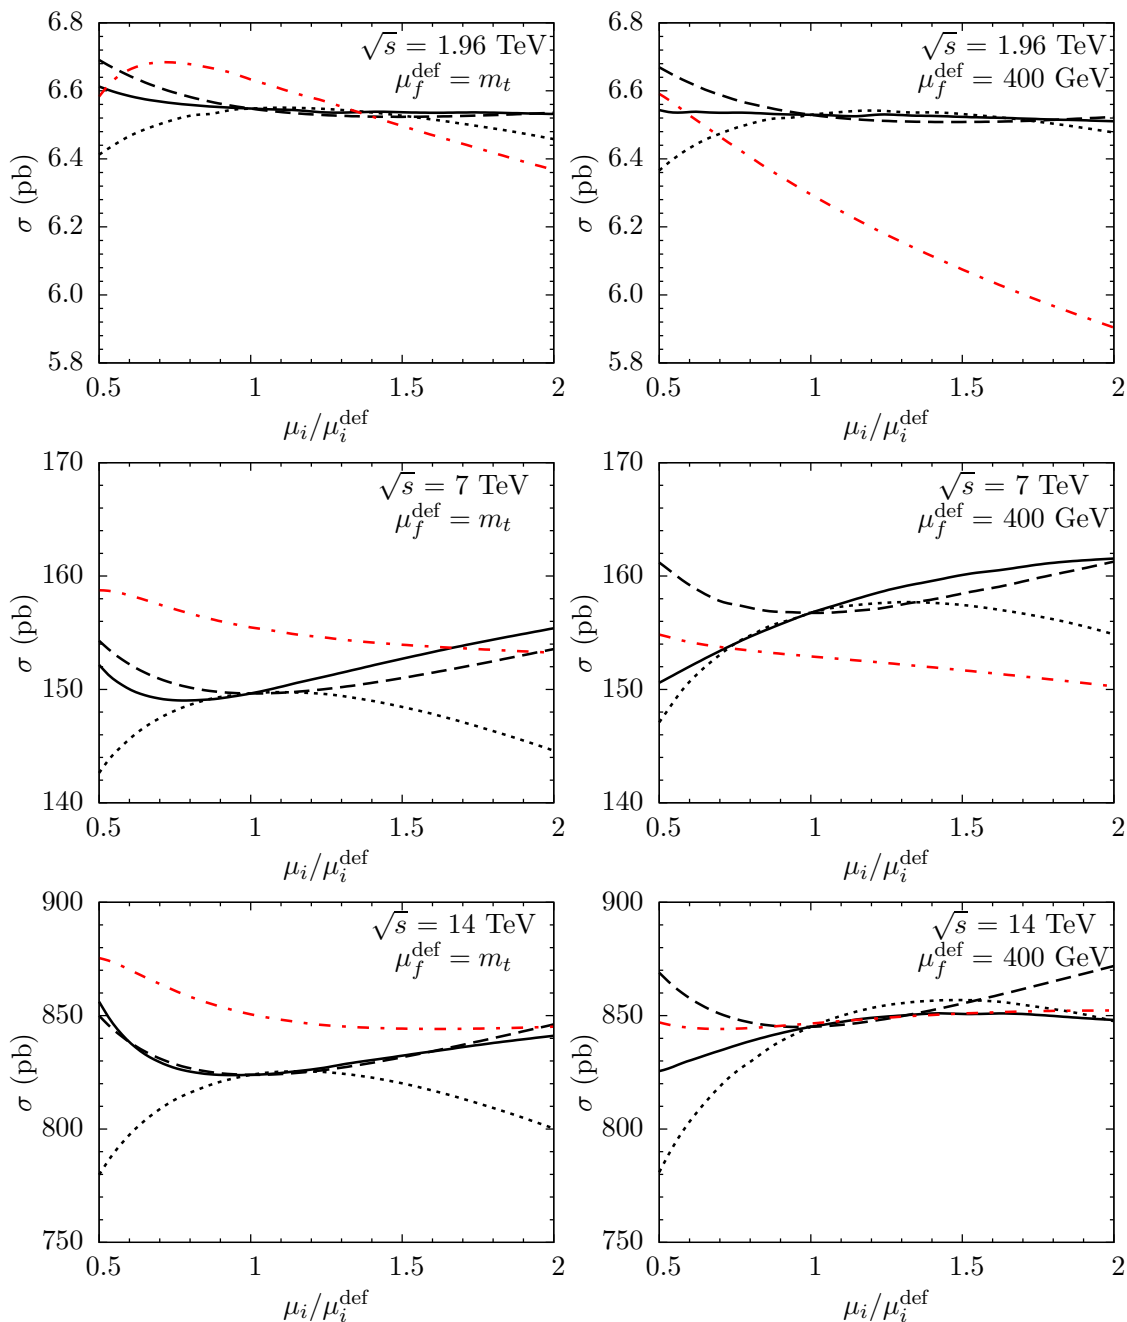 6.8
6.6
6.4
6.2
6.0
5.8
σ (pb)
√s = 1.96 TeV
μ_f^def = m_t
0.5 1 1.5 2
μ_i/μ_i^def
6.8
6.6
6.4
6.2
6.0
5.8
σ (pb)
√s = 1.96 TeV
μ_f^def = 400 GeV
0.5 1 1.5 2
μ_i/μ_i^def
170
160
150
140
σ (pb)
√s = 7 TeV
μ_f^def = m_t
0.5 1 1.5 2
μ_i/μ_i^def
170
160
150
140
σ (pb)
√s = 7 TeV
μ_f^def = 400 GeV
0.5 1 1.5 2
μ_i/μ_i^def
900
850
800
750
σ (pb)
√s = 14 TeV
μ_f^def = m_t
0.5 1 1.5 2
μ_i/μ_i^def
900
850
800
750
σ (pb)
√s = 14 TeV
μ_f^def = 400 GeV
0.5 1 1.5 2
μ_i/μ_i^def